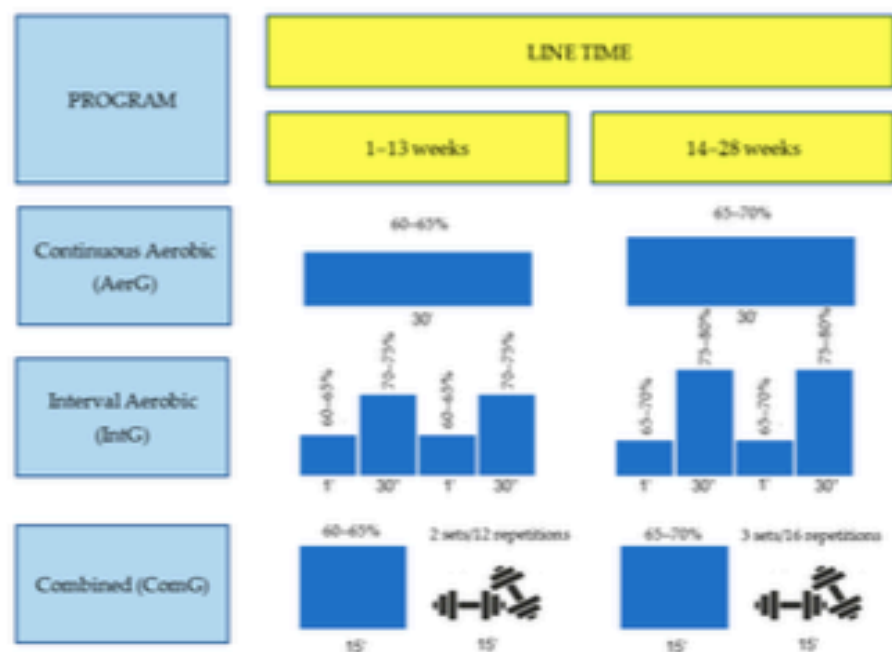 PROGRAM
LINE TIME
1–13 weeks
14–28 weeks
Continuous Aerobic
(AerG)
60–65%
30'
65–70%
30'
Interval Aerobic
(IntG)
60–65%
70–75%
60–65%
70–75%
1'
30"
1'
30"
65–70%
75–80%
65–70%
75–80%
1'
30"
1'
30"
Combined (ComG)
60–65%
15'
2 sets/12 repetitions
15'
65–70%
15'
3 sets/16 repetitions
15'